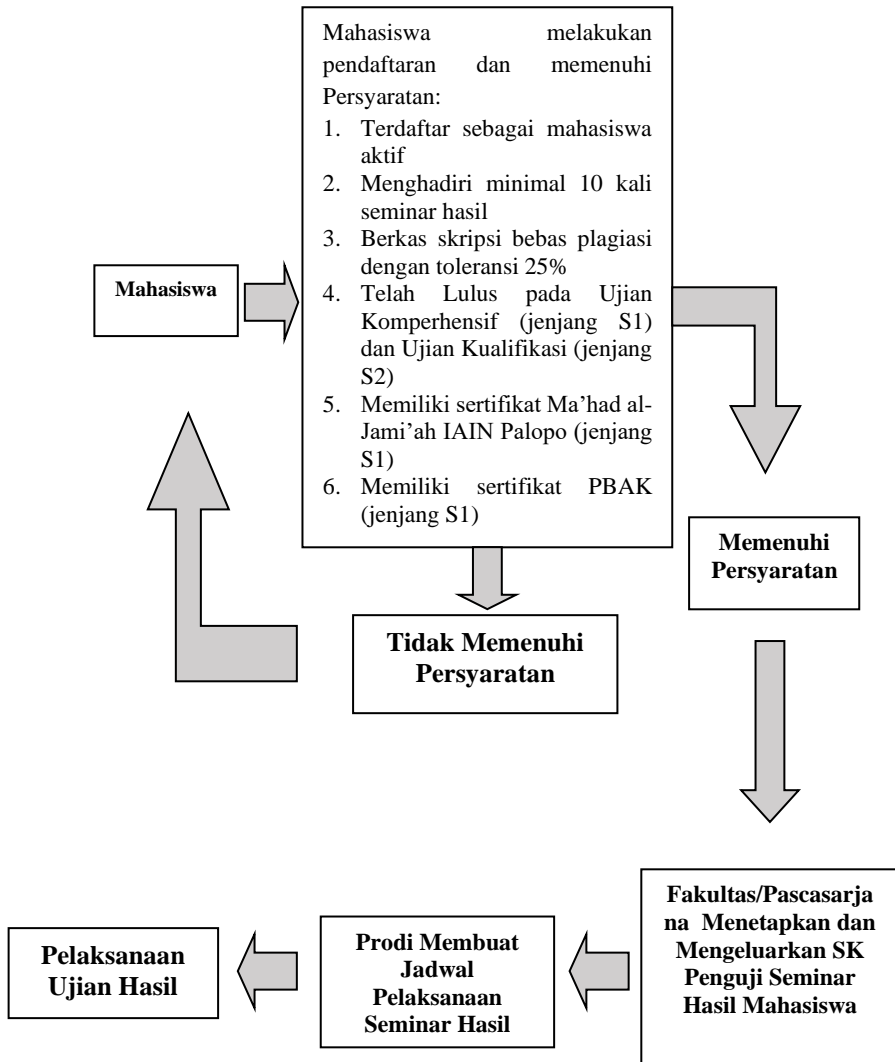 Mahasiswa melakukan
pendaftaran dan memenuhi
Persyaratan:
1. Terdaftar sebagai mahasiswa
aktif
2. Menghadiri minimal 10 kali
seminar hasil
3. Berkas skripsi bebas plagiasi
dengan toleransi 25%
4. Telah Lulus pada Ujian
Komperhensif (jenjang S1)
dan Ujian Kualifikasi (jenjang
S2)
5. Memiliki sertifikat Ma’had al-
Jami’ah IAIN Palopo (jenjang
S1)
6. Memiliki sertifikat PBAK
(jenjang S1)
Mahasiswa
Memenuhi
Persyaratan
Tidak Memenuhi
Persyaratan
Fakultas/Pascasarja
na Menetapkan dan
Mengeluarkan SK
Penguji Seminar
Hasil Mahasiswa
Prodi Membuat
Jadwal
Pelaksanaan
Seminar Hasil
Pelaksanaan
Ujian Hasil